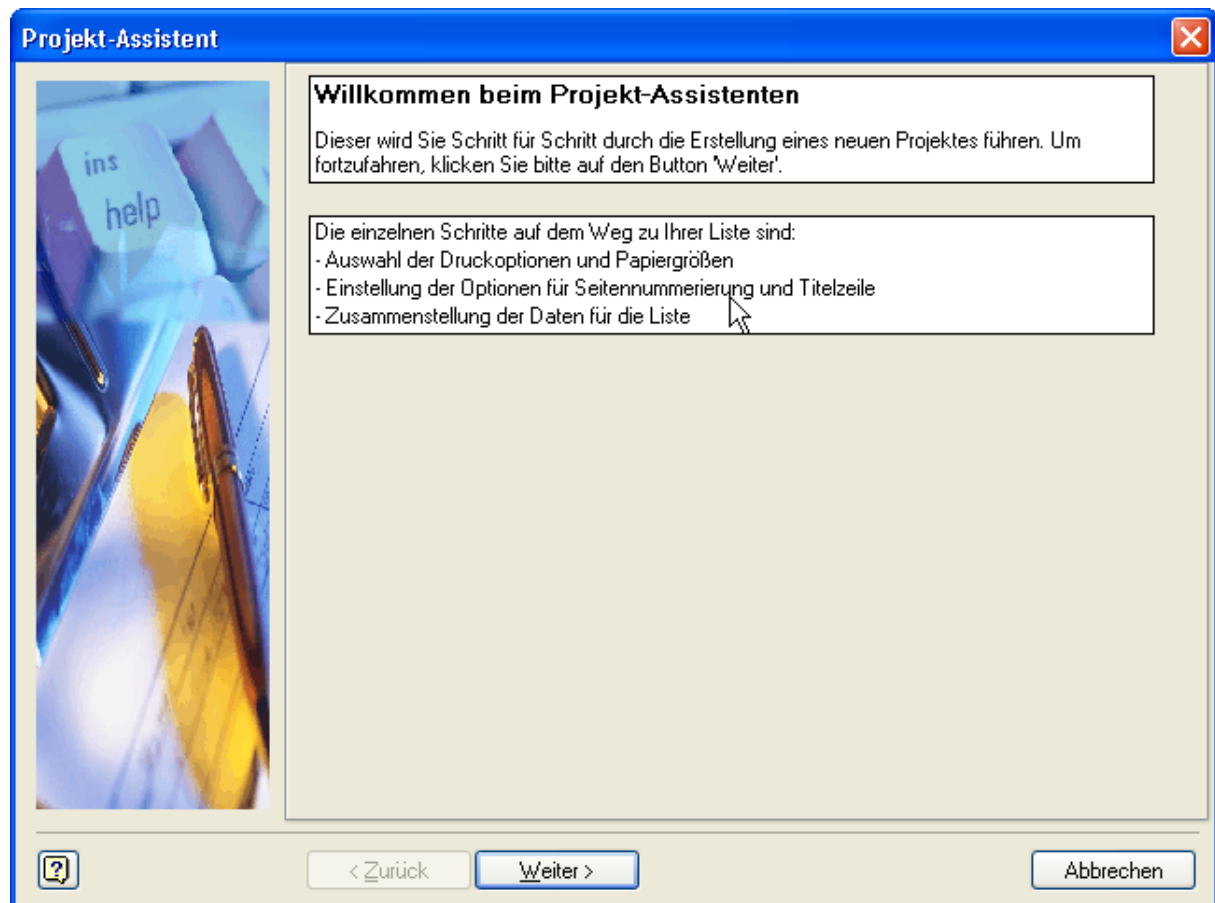 Projekt-Assistent
ins
help
Willkommen beim Projekt-Assistenten
Dieser wird Sie Schritt für Schritt durch die Erstellung eines neuen Projektes führen. Um
fortzufahren, klicken Sie bitte auf den Button 'Weiter'.
Die einzelnen Schritte auf dem Weg zu Ihrer Liste sind:
- Auswahl der Druckoptionen und Papiergrößen
- Einstellung der Optionen für Seitennummerierung und Titelzeile
- Zusammenstellung der Daten für die Liste
< Zurück
Weiter >
Abbrechen